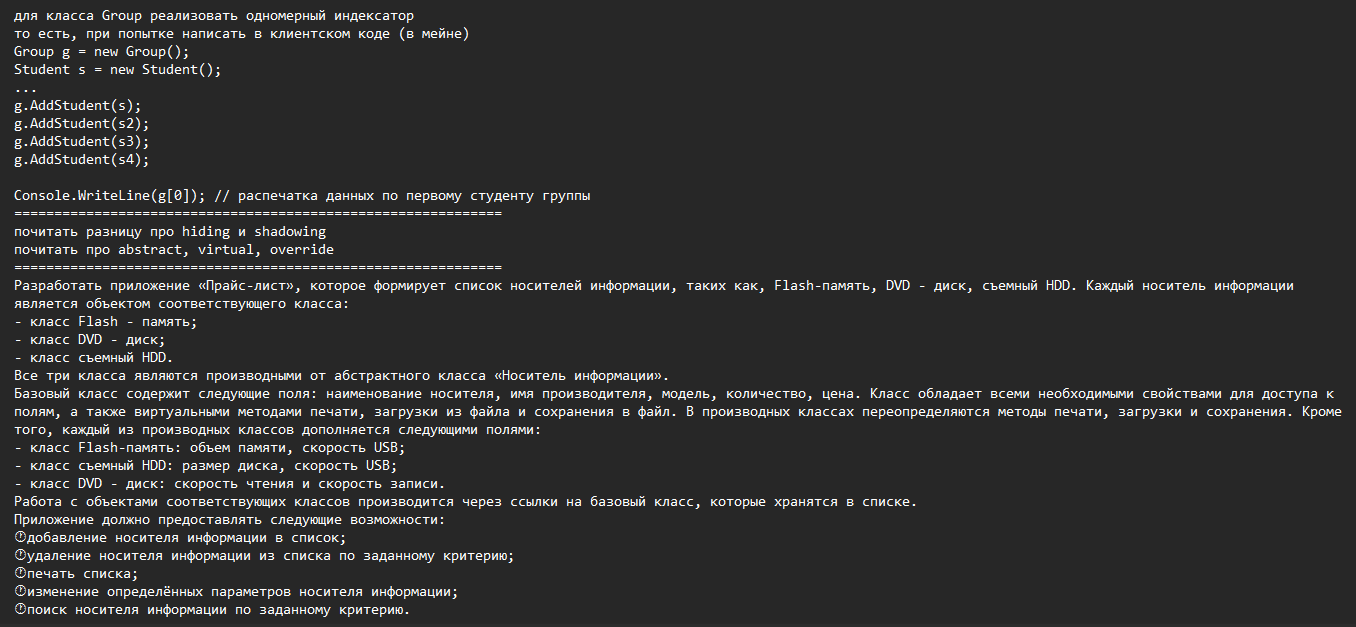 для класса Group реализовать одномерный индексатор
то есть, при попытке написать в клиентском коде (в мейне)
Group g = new Group();
Student s = new Student();
...
g.AddStudent(s);
g.AddStudent(s2);
g.AddStudent(s3);
g.AddStudent(s4);
Console.WriteLine(g[0]); // распечатка данных по первому студенту группы
=============================================================
почитать разницу про hiding и shadowing
почитать про abstract, virtual, override
=============================================================
Разработать приложение «Прайс-лист», которое формирует список носителей информации, таких как, Flash-память, DVD - диск, съемный HDD. Каждый носитель информации
является объектом соответствующего класса:
- класс Flash - память;
- класс DVD - диск;
- класс съемный HDD.
Все три класса являются производными от абстрактного класса «Носитель информации».
Базовый класс содержит следующие поля: наименование носителя, имя производителя, модель, количество, цена. Класс обладает всеми необходимыми свойствами для доступа к
полям, а также виртуальными методами печати, загрузки из файла и сохранения в файл. В производных классах переопределяются методы печати, загрузки и сохранения. Кроме
того, каждый из производных классов дополняется следующими полями:
- класс Flash-память: объем памяти, скорость USB;
- класс съемный HDD: размер диска, скорость USB;
- класс DVD - диск: скорость чтения и скорость записи.
Работа с объектами соответствующих классов производится через ссылки на базовый класс, которые хранятся в списке.
Приложение должно предоставлять следующие возможности:
🕐добавление носителя информации в список;
🕐удаление носителя информации из списка по заданному критерию;
🕐печать списка;
🕐изменение определённых параметров носителя информации;
🕐поиск носителя информации по заданному критерию.